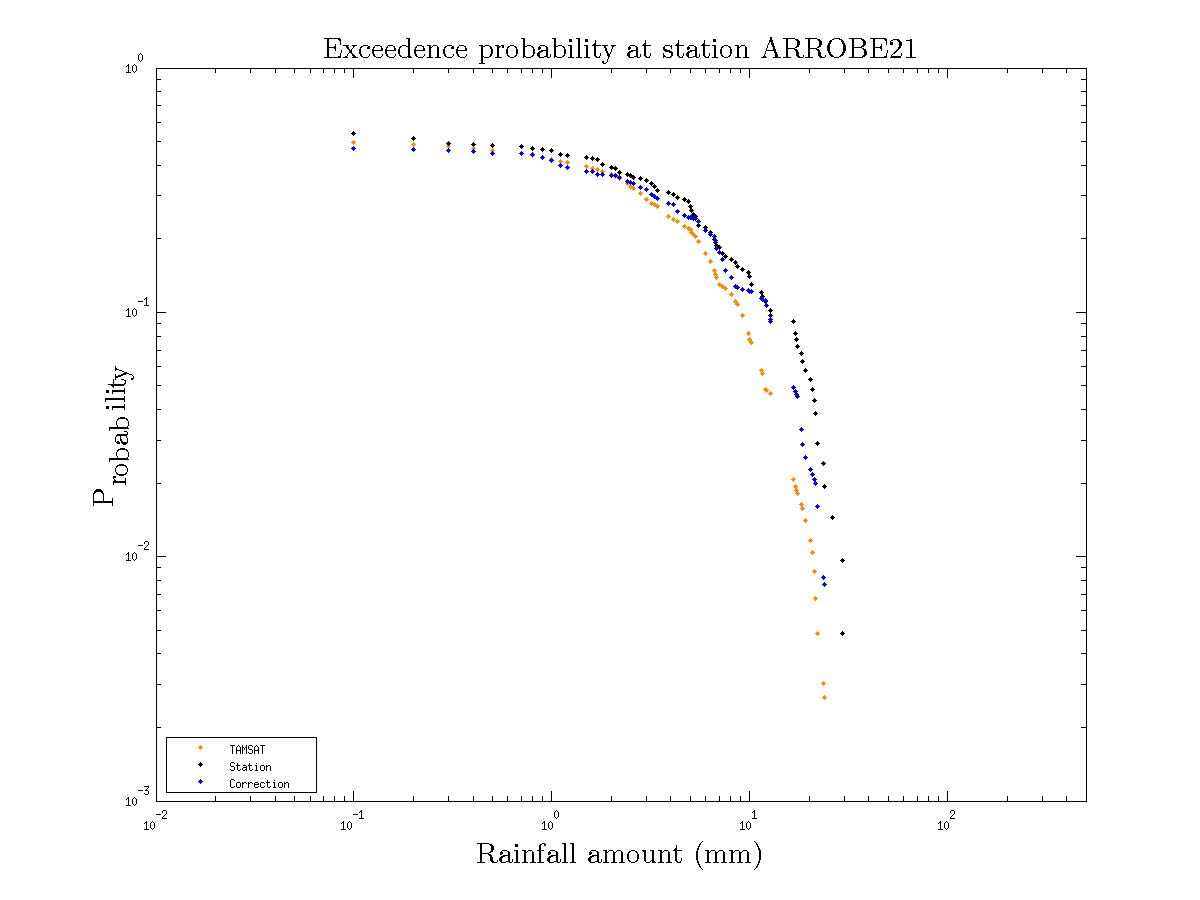 Exceedence probability at station ARROBE21
10^0
10^-1
10^-2
10^-3
Probability
TAMSAT
Station
Correction
10^-2 10^-1 10^0 10^1 10^2
Rainfall amount (mm)